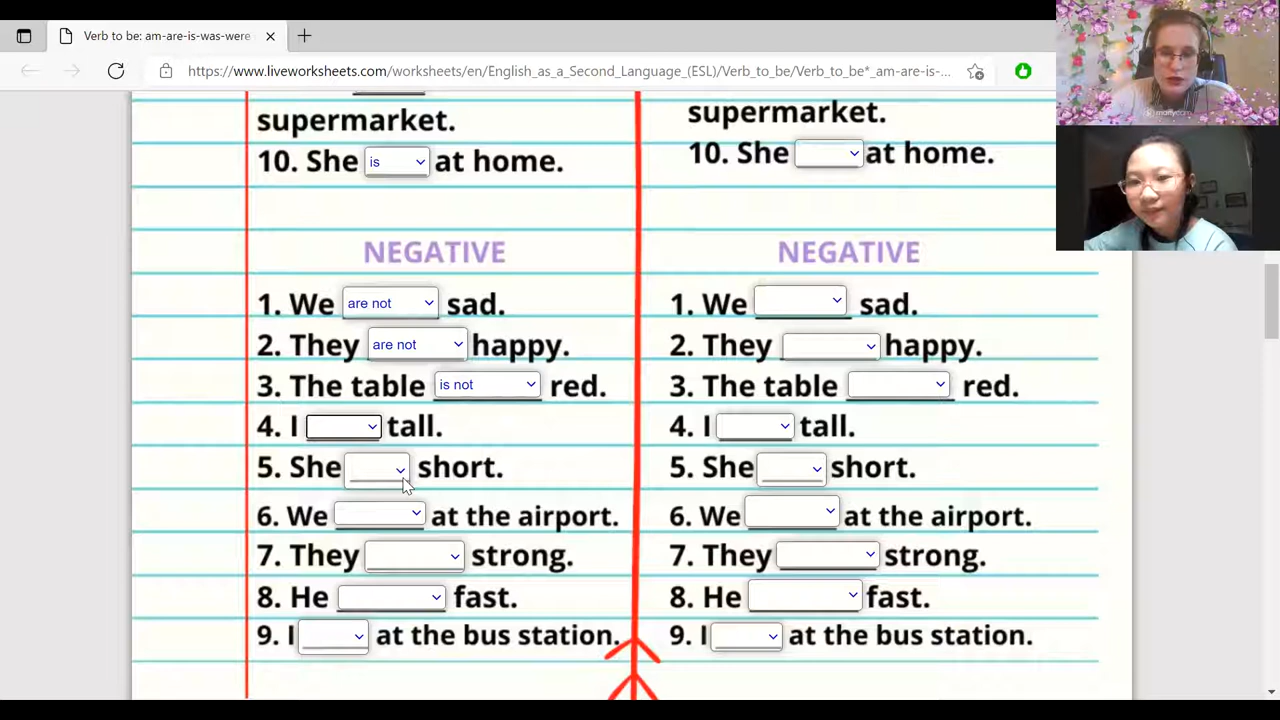 Verb to be: am-are-is-was-were
https://www.liveworksheets.com/worksheets/en/English_as_a_Second_Language_(ESL)/Verb_to_be/Verb_to_be*_am-are-is-...
supermarket.
10. She is at home.
NEGATIVE
1. We are not sad.
2. They are not happy.
3. The table is not red.
4. I tall.
5. She short.
6. We at the airport.
7. They strong.
8. He fast.
9. I at the bus station.
supermarket.
10. She at home.
NEGATIVE
1. We sad.
2. They happy.
3. The table red.
4. I tall.
5. She short.
6. We at the airport.
7. They strong.
8. He fast.
9. I at the bus station.